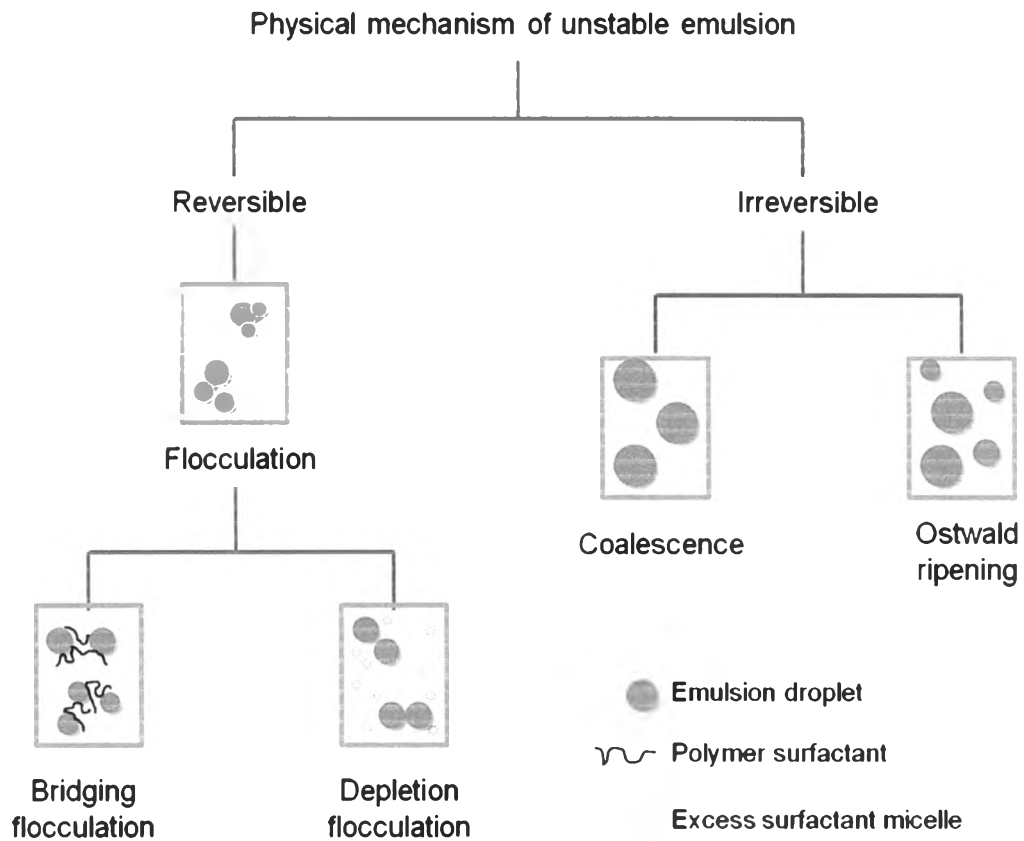 Physical mechanism of unstable emulsion
Reversible
Irreversible
Flocculation
Coalescence
Ostwald
ripening
Bridging
flocculation
Depletion
flocculation
Emulsion droplet
Polymer surfactant
Excess surfactant micelle